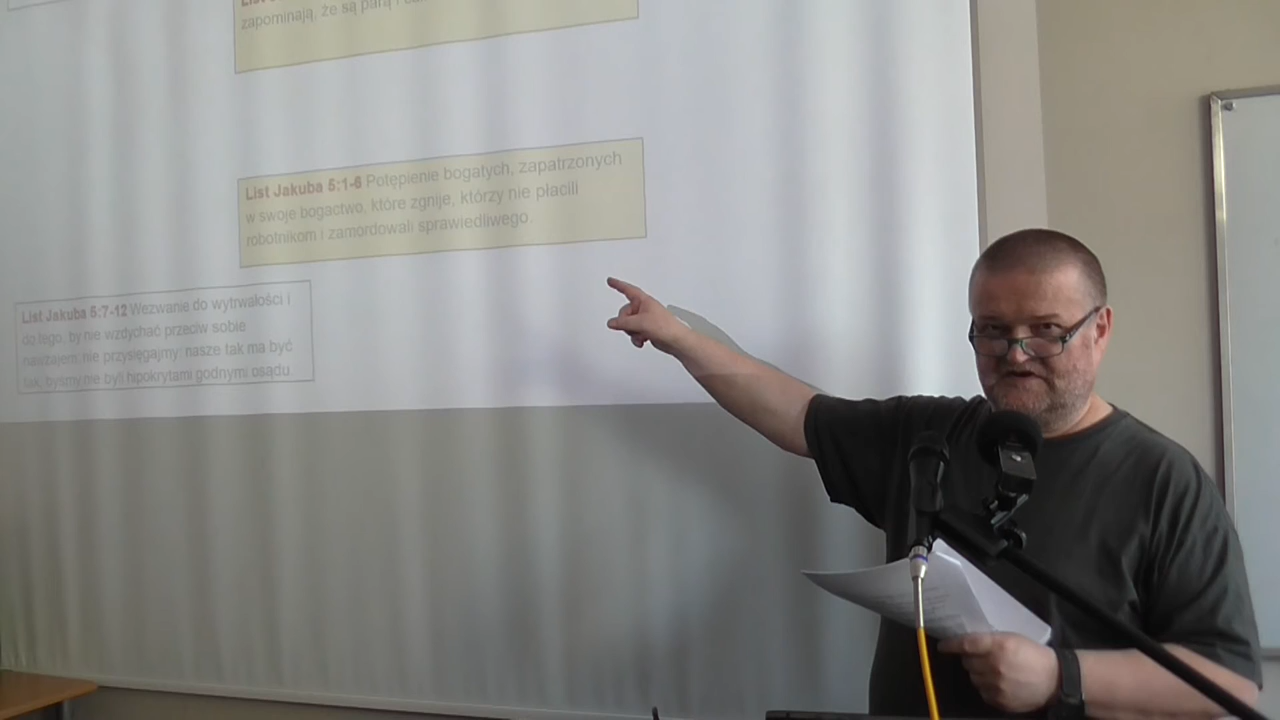 zapominają, że są parą i
List Jakuba 5:1-6 Potępienie bogatych, zapatrzonych
w swoje bogactwo, które zgnije, którzy nie płacili
robotnikom i zamordowali sprawiedliwego.
List Jakuba 5:7-12 Wezwanie do wytrwałości i
do tego, by nie wzdychać przeciw sobie
nawzajem; nie przysięgajmy: nasze tak ma być
tak, byśmy nie byli hipokrytami godnymi osądu.